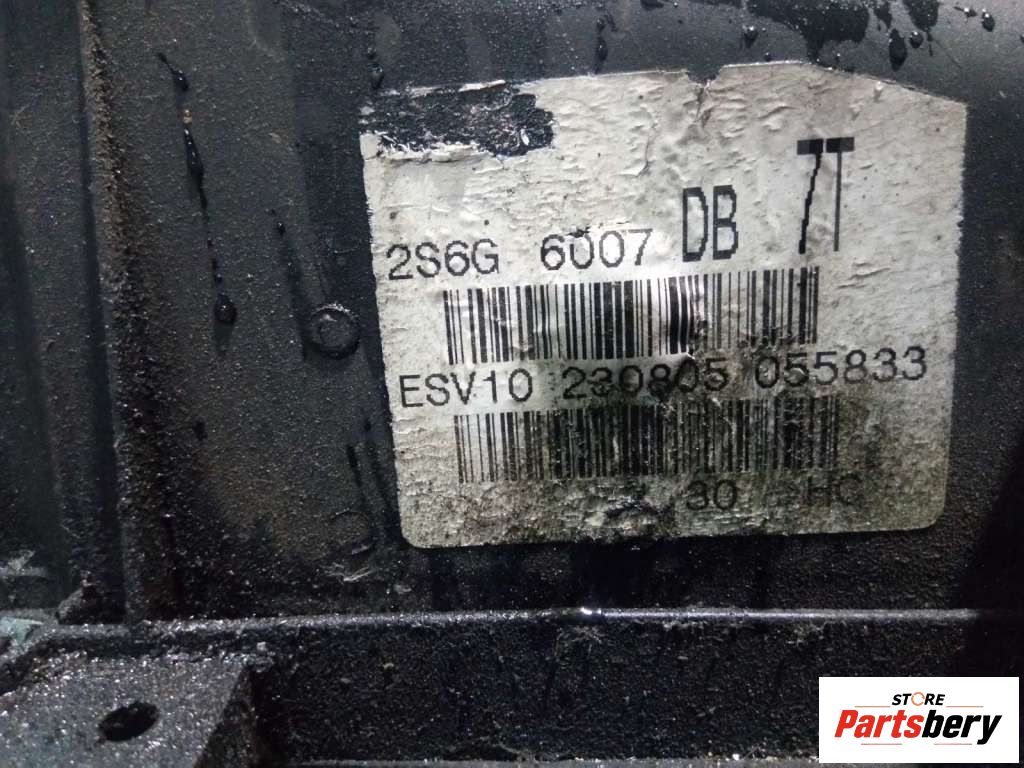 2S6G 6007 DB 7T
ESV10 230805 055833
30 HC
STORE
Partsbery